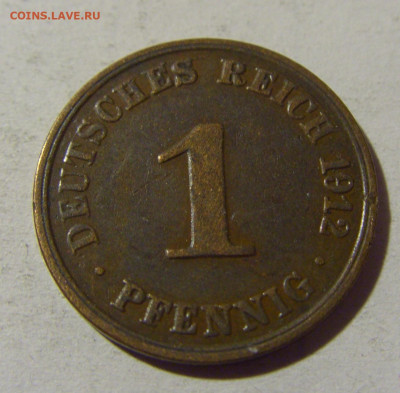 COINS.LAVE.RU
DEUTSCHES REICH 1912
1
· PFENNIG ·